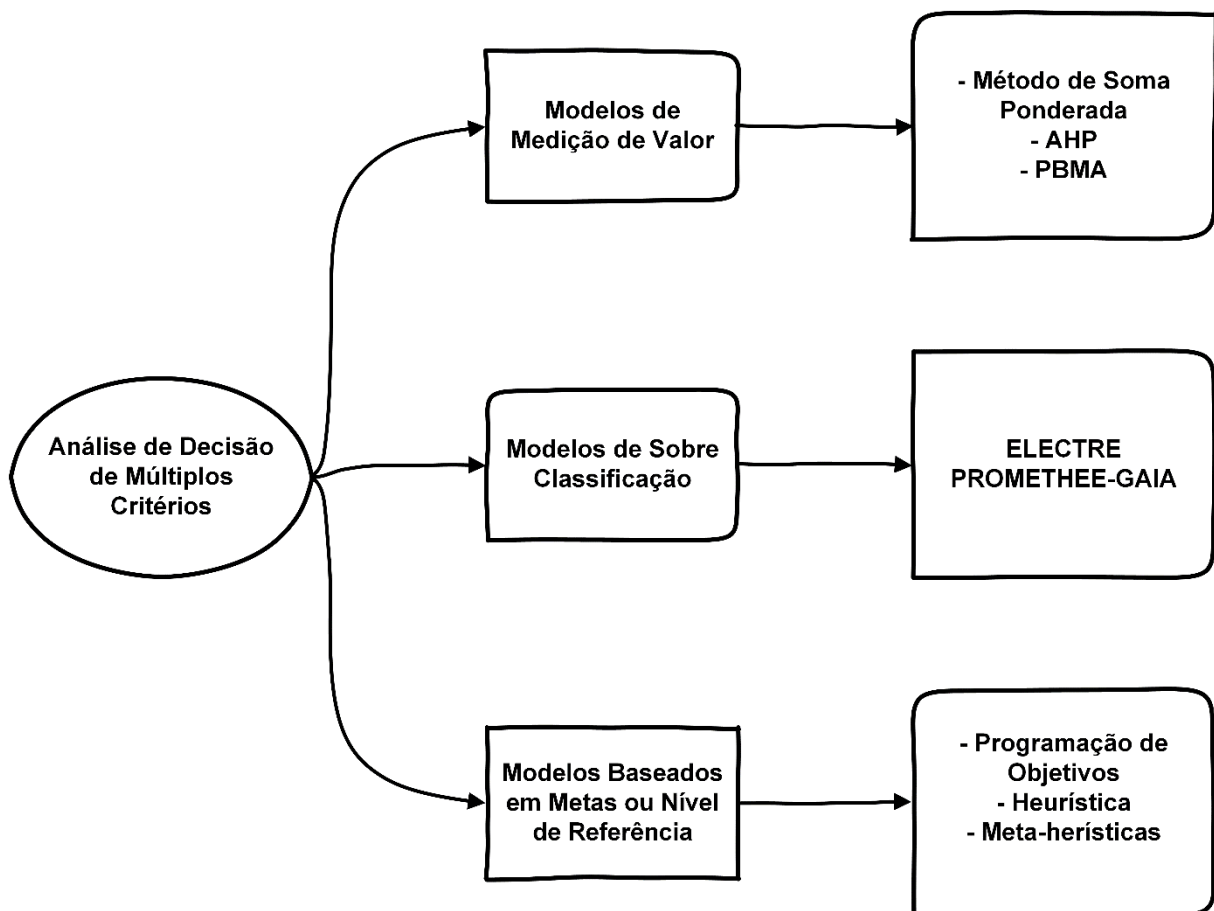 Análise de Decisão
de Múltiplos
Critérios
Modelos de
Medição de Valor
- Método de Soma
Ponderada
- AHP
- PBMA
Modelos de Sobre
Classificação
ELECTRE
PROMETHEE-GAIA
Modelos Baseados
em Metas ou Nível
de Referência
- Programação de
Objetivos
- Heurística
- Meta-herísticas